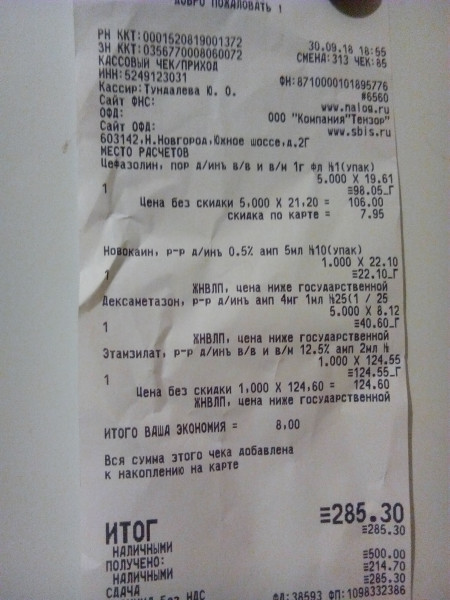 ДОБРО ПОЖАЛОВАТЬ !
РН ККТ:0001520819001372
30.09.18 18:55
ЗН ККТ:0356770008060072
СМЕНА:313 ЧЕК:85
КАССОВЫЙ ЧЕК/ПРИХОД
ИНН:5249123031
ФН:8710000101895776
Кассир:Тундалева Ю. О.
#6560
Сайт ФНС:
www.nalog.ru
ОФД:
ООО "Компания"Тензор"
Сайт ОФД:
www.sbis.ru
603142,Н.Новгород,Южное шоссе,д.2Г
МЕСТО РАСЧЕТОВ
Цефазолин, пор д/инъ в/в и в/м 1г фл №1(упак)
5.000 X 19.61
1
≡98.05_Г
Цена без скидки 5,000 X 21,20 = 106.00
скидка по карте = 7.95
Новокаин, р-р д/инъ 0.5% амп 5мл №10(упак)
1.000 X 22.10
1
≡22.10_Г
ЖНВЛП, цена ниже государственной
Дексаметазон, р-р д/инъ амп 4мг 1мл №25(1 / 25
5.000 X 8.12
1
≡40.60_Г
ЖНВЛП, цена ниже государственной
Этамзилат, р-р д/инъ в/в и в/м 12.5% амп 2мл №
1.000 X 124.55
1
≡124.55_Г
Цена без скидки 1,000 X 124,60 = 124.60
ЖНВЛП, цена ниже государственной
ИТОГО ВАША ЭКОНОМИЯ = 8,00
Вся сумма этого чека добавлена
к накоплению на карте
ИТОГ ≡285.30
НАЛИЧНЫМИ ≡285.30
ПОЛУЧЕНО:
НАЛИЧНЫМИ ≡500.00
СДАЧА ≡214.70
без НДС ≡285.30
ФД:38593 ФП:1098332386